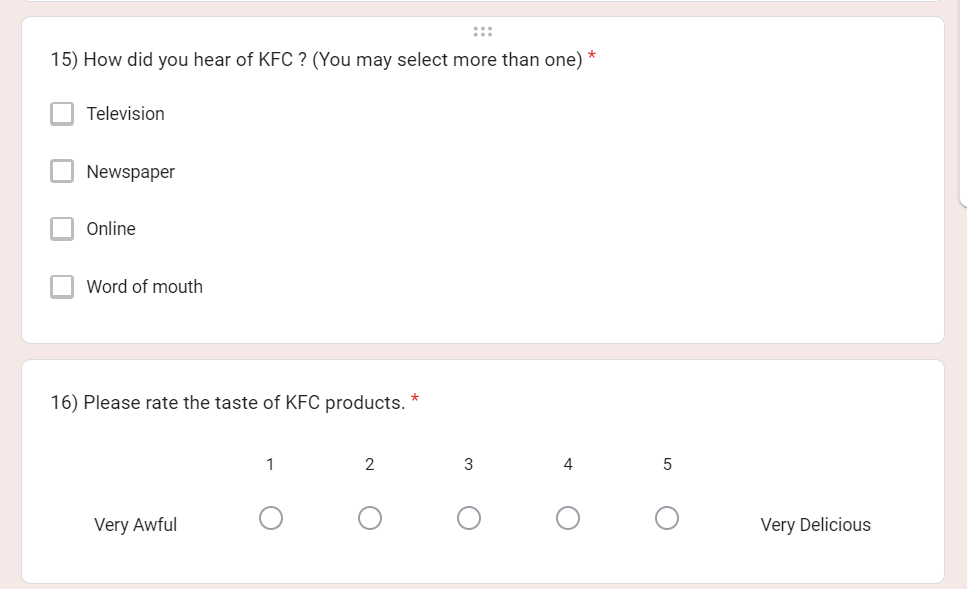 15) How did you hear of KFC ? (You may select more than one) *
Television
Newspaper
Online
Word of mouth
16) Please rate the taste of KFC products. *
1 2 3 4 5
Very Awful Very Delicious